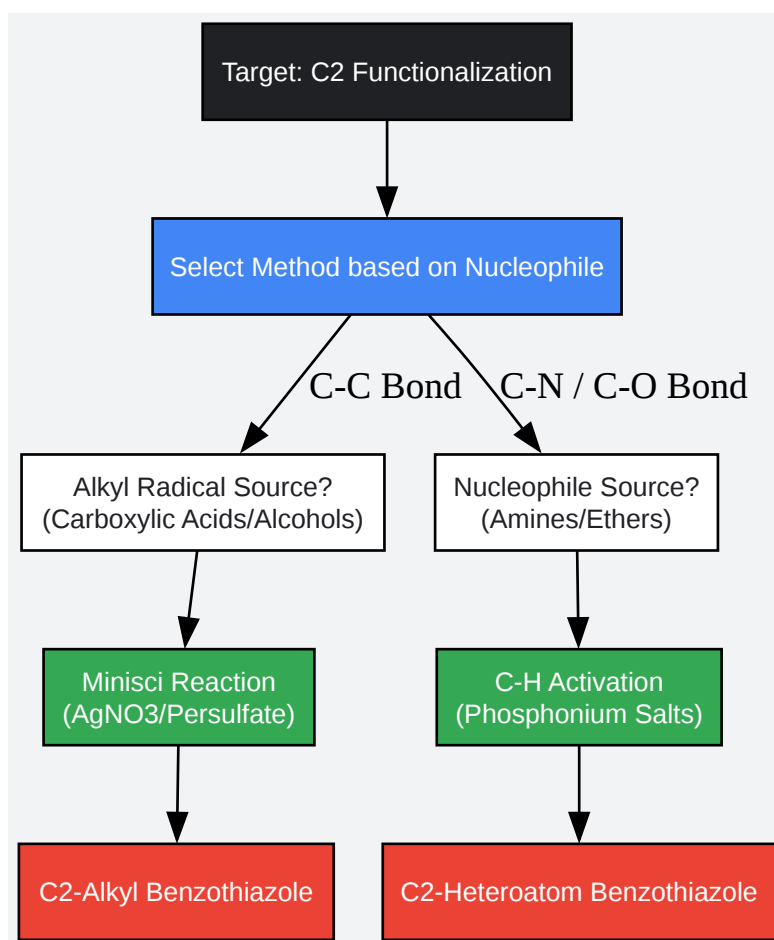 Target: C2 Functionalization
Select Method based on Nucleophile
C-C Bond
C-N / C-O Bond
Alkyl Radical Source?
(Carboxylic Acids/Alcohols)
Nucleophile Source?
(Amines/Ethers)
Minisci Reaction
(AgNO3/Persulfate)
C-H Activation
(Phosphonium Salts)
C2-Alkyl Benzothiazole
C2-Heteroatom Benzothiazole